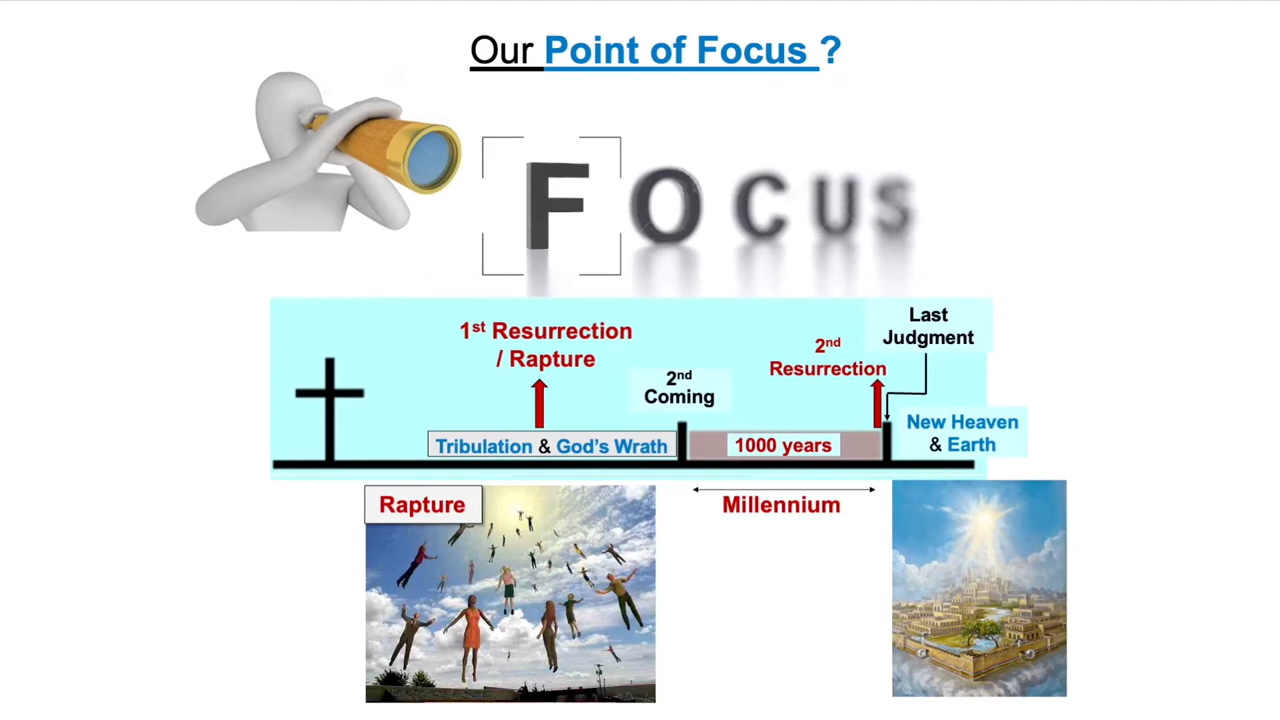 Our Point of Focus ?
FOCUS
1st Resurrection
/ Rapture
2nd
Coming
2nd
Resurrection
Last
Judgment
Tribulation & God's Wrath
1000 years
New Heaven
& Earth
Rapture
Millennium